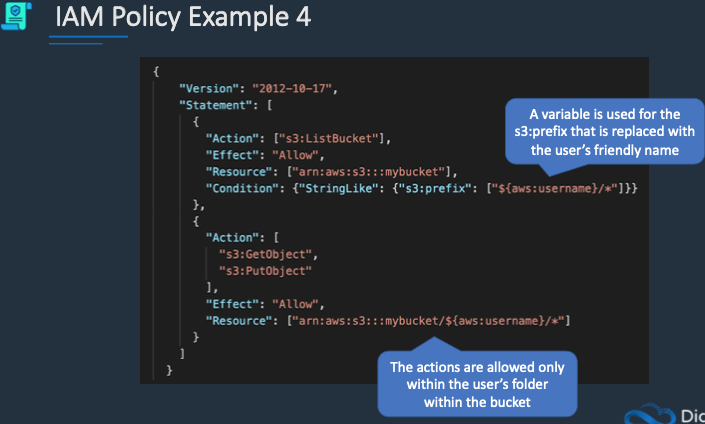 IAM Policy Example 4
{
"Version": "2012-10-17",
"Statement": [
{
"Action": ["s3:ListBucket"],
"Effect": "Allow",
"Resource": ["arn:aws:s3:::mybucket"],
"Condition": {"StringLike": {"s3:prefix": ["${aws:username}/*"]}}
},
{
"Action": [
"s3:GetObject",
"s3:PutObject"
],
"Effect": "Allow",
"Resource": ["arn:aws:s3:::mybucket/${aws:username}/*"]
}
]
}
A variable is used for the
s3:prefix that is replaced with
the user's friendly name
The actions are allowed only
within the user's folder
within the bucket